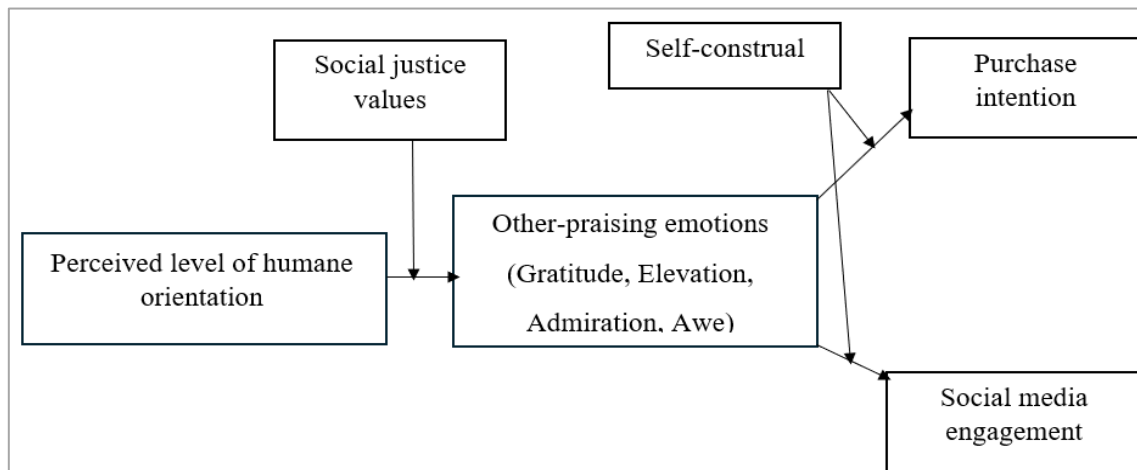 Social justice
values
Self-construal
Purchase
intention
Perceived level of humane
orientation
Other-praising emotions
(Gratitude, Elevation,
Admiration, Awe)
Social media
engagement